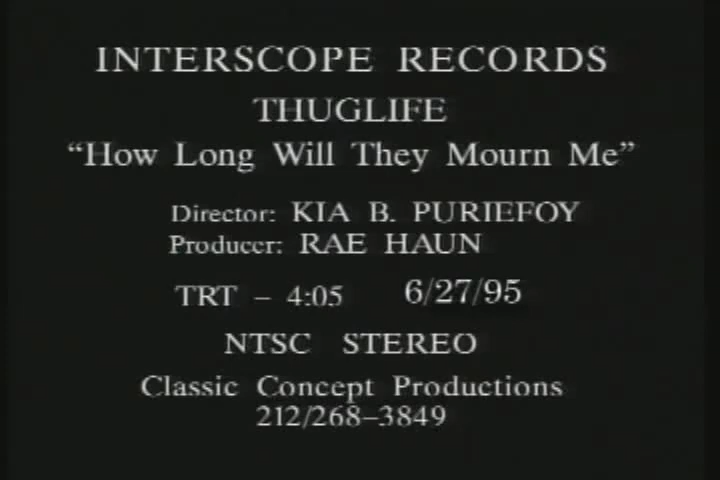 INTERSCOPE RECORDS
THUGLIFE
“How Long Will They Mourn Me”
Director: KIA B. PURIEFOY
Producer: RAE HAUN
TRT – 4:05 6/27/95
NTSC STEREO
Classic Concept Productions
212/268–3849